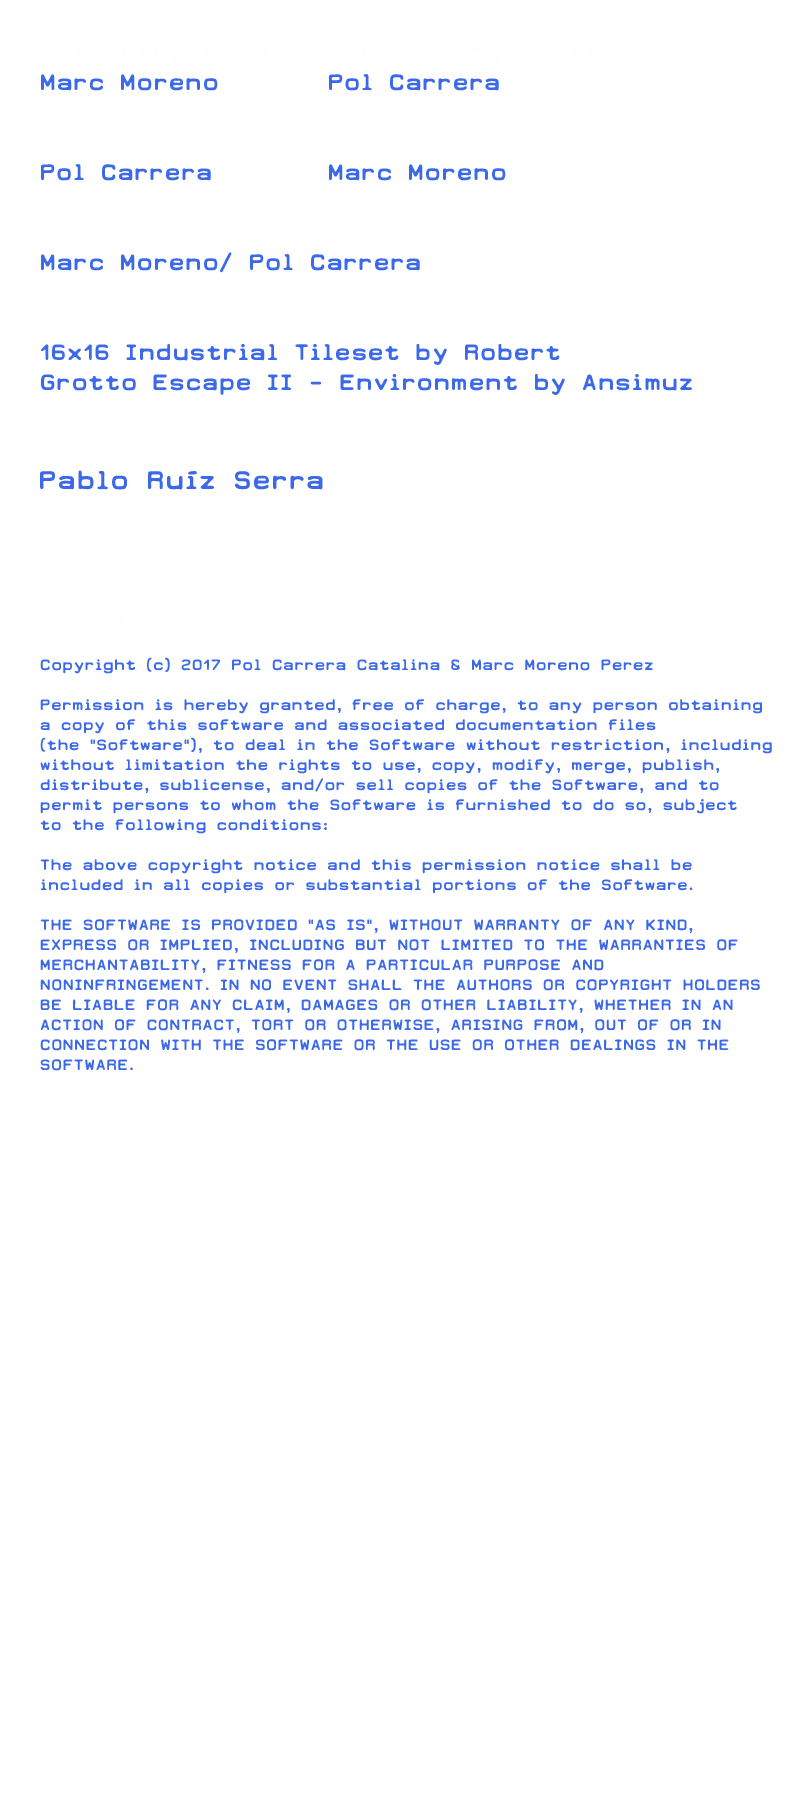 Marc Moreno Pol Carrera
Pol Carrera Marc Moreno
Marc Moreno/ Pol Carrera
16x16 Industrial Tileset by Robert
Grotto Escape II - Environment by Ansimuz
Pablo Ruíz Serra
Copyright (c) 2017 Pol Carrera Catalina & Marc Moreno Perez
Permission is hereby granted, free of charge, to any person obtaining
a copy of this software and associated documentation files
(the "Software"), to deal in the Software without restriction, including
without limitation the rights to use, copy, modify, merge, publish,
distribute, sublicense, and/or sell copies of the Software, and to
permit persons to whom the Software is furnished to do so, subject
to the following conditions:
The above copyright notice and this permission notice shall be
included in all copies or substantial portions of the Software.
THE SOFTWARE IS PROVIDED "AS IS", WITHOUT WARRANTY OF ANY KIND,
EXPRESS OR IMPLIED, INCLUDING BUT NOT LIMITED TO THE WARRANTIES OF
MERCHANTABILITY, FITNESS FOR A PARTICULAR PURPOSE AND
NONINFRINGEMENT. IN NO EVENT SHALL THE AUTHORS OR COPYRIGHT HOLDERS
BE LIABLE FOR ANY CLAIM, DAMAGES OR OTHER LIABILITY, WHETHER IN AN
ACTION OF CONTRACT, TORT OR OTHERWISE, ARISING FROM, OUT OF OR IN
CONNECTION WITH THE SOFTWARE OR THE USE OR OTHER DEALINGS IN THE
SOFTWARE.